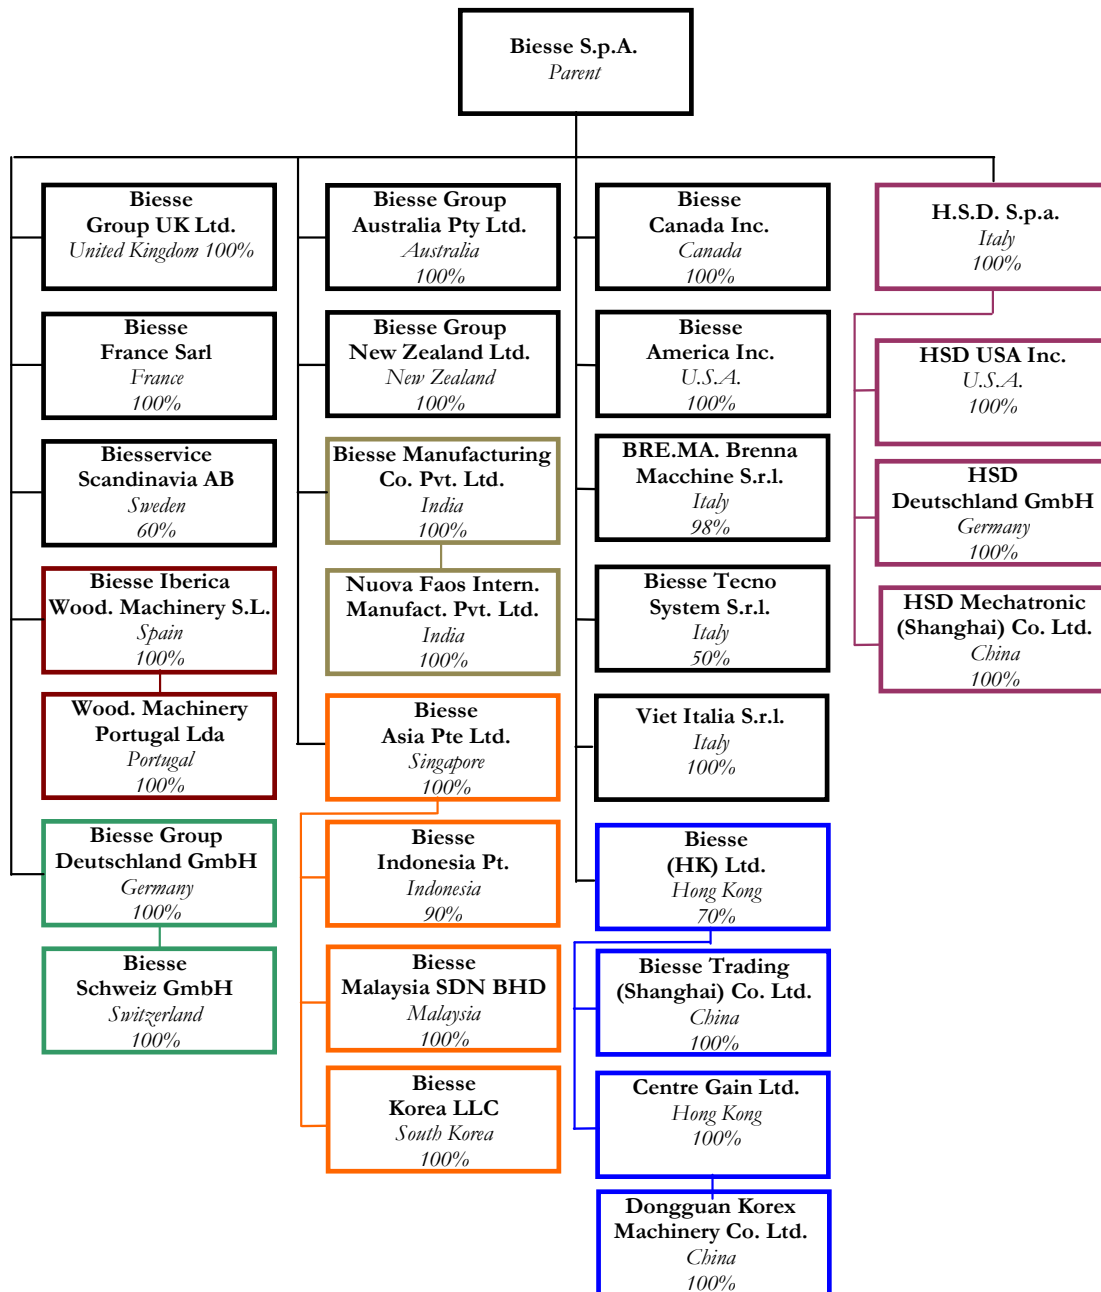 Biesse S.p.A.
Parent
Biesse
Group UK Ltd.
United Kingdom 100%
Biesse
France Sarl
France
100%
Biesservice
Scandinavia AB
Sweden
60%
Biesse Iberica
Wood. Machinery S.L.
Spain
100%
Wood. Machinery
Portugal Lda
Portugal
100%
Biesse Group
Deutschland GmbH
Germany
100%
Biesse
Schweiz GmbH
Switzerland
100%
Biesse Group
Australia Pty Ltd.
Australia
100%
Biesse Group
New Zealand Ltd.
New Zealand
100%
Biesse Manufacturing
Co. Pvt. Ltd.
India
100%
Nuova Faos Intern.
Manufact. Pvt. Ltd.
India
100%
Biesse
Asia Pte Ltd.
Singapore
100%
Biesse
Indonesia Pt.
Indonesia
90%
Biesse
Malaysia SDN BHD
Malaysia
100%
Biesse
Korea LLC
South Korea
100%
Biesse
Canada Inc.
Canada
100%
Biesse
America Inc.
U.S.A.
100%
BRE.MA. Brenna
Macchine S.r.l.
Italy
98%
Biesse Tecno
System S.r.l.
Italy
50%
Viet Italia S.r.l.
Italy
100%
Biesse
(HK) Ltd.
Hong Kong
70%
Biesse Trading
(Shanghai) Co. Ltd.
China
100%
Centre Gain Ltd.
Hong Kong
100%
Dongguan Korex
Machinery Co. Ltd.
China
100%
H.S.D. S.p.a.
Italy
100%
HSD USA Inc.
U.S.A.
100%
HSD
Deutschland GmbH
Germany
100%
HSD Mechatronic
(Shanghai) Co. Ltd.
China
100%